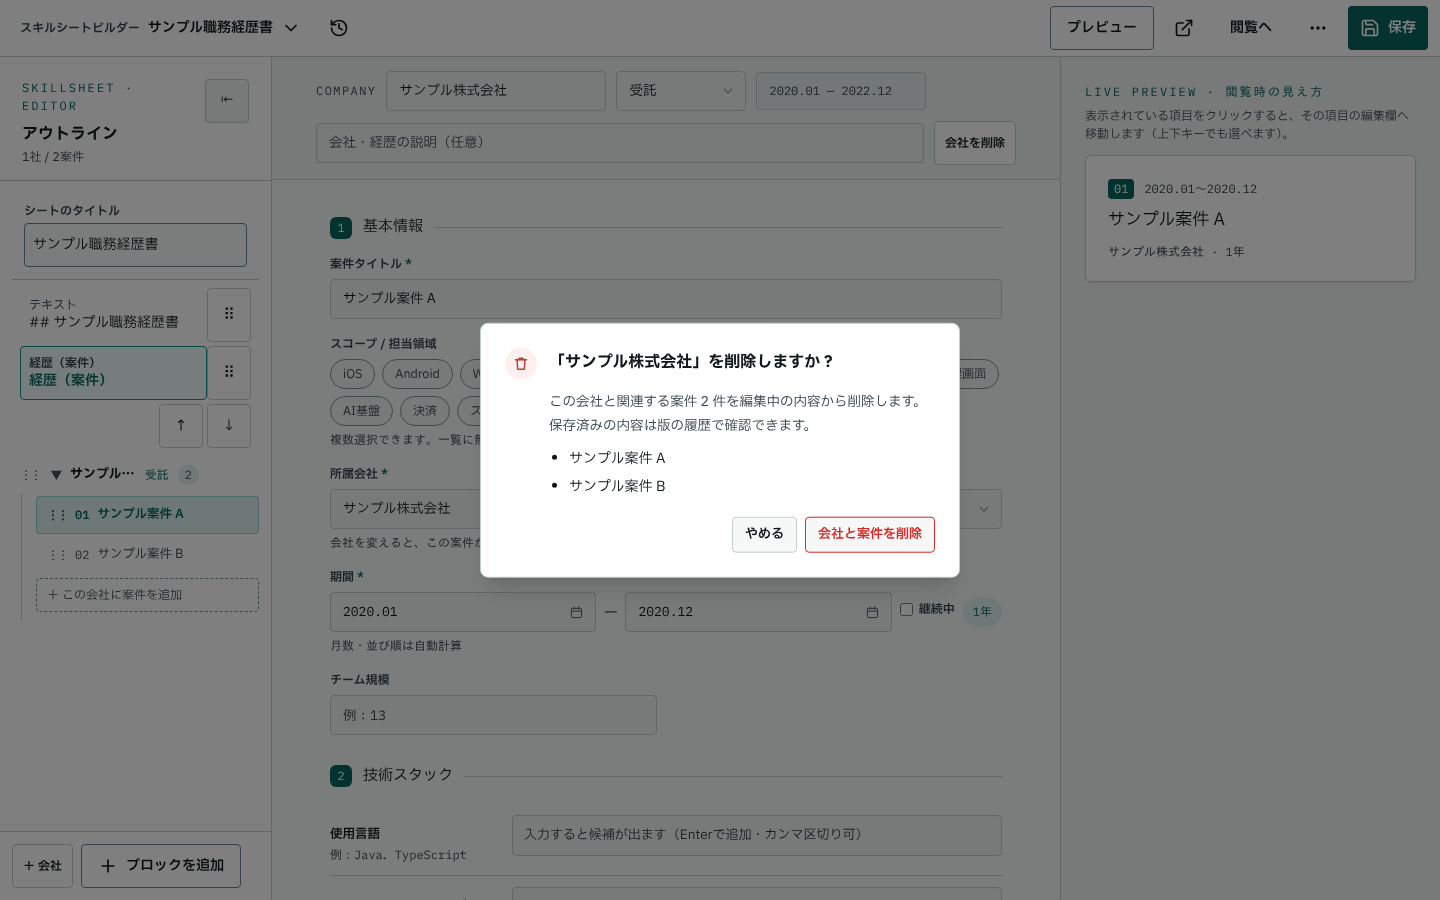 スキルシートビルダー サンプル職務経歴書
プレビュー
閲覧へ
保存
SKILLSHEET ·
EDITOR
アウトライン
1社 / 2案件
シートのタイトル
サンプル職務経歴書
テキスト
## サンプル職務経歴書
経歴（案件）
経歴（案件）
↑ ↓
▼ サンプル… 受託 2
01 サンプル案件 A
02 サンプル案件 B
＋ この会社に案件を追加
＋ 会社
＋ ブロックを追加
COMPANY サンプル株式会社 受託 2020.01 — 2022.12
会社・経歴の説明（任意） 会社を削除
1 基本情報
案件タイトル *
サンプル案件 A
スコープ / 担当領域
iOS Android
画面
AI基盤 決済
複数選択できます。一覧に
所属会社 *
サンプル株式会社
会社を変えると、この案件
期間 *
2020.01 — 2020.12 継続中 1年
月数・並び順は自動計算
チーム規模
例：13
2 技術スタック
使用言語
例：Java、TypeScript
入力すると候補が出ます（Enterで追加・カンマ区切り可）
「サンプル株式会社」を削除しますか？
この会社と関連する案件 2 件を編集中の内容から削除します。
保存済みの内容は版の履歴で確認できます。
• サンプル案件 A
• サンプル案件 B
やめる 会社と案件を削除
LIVE PREVIEW · 閲覧時の見え方
表示されている項目をクリックすると、その項目の編集欄へ
移動します（上下キーでも選べます）。
01 2020.01〜2020.12
サンプル案件 A
サンプル株式会社 · 1年